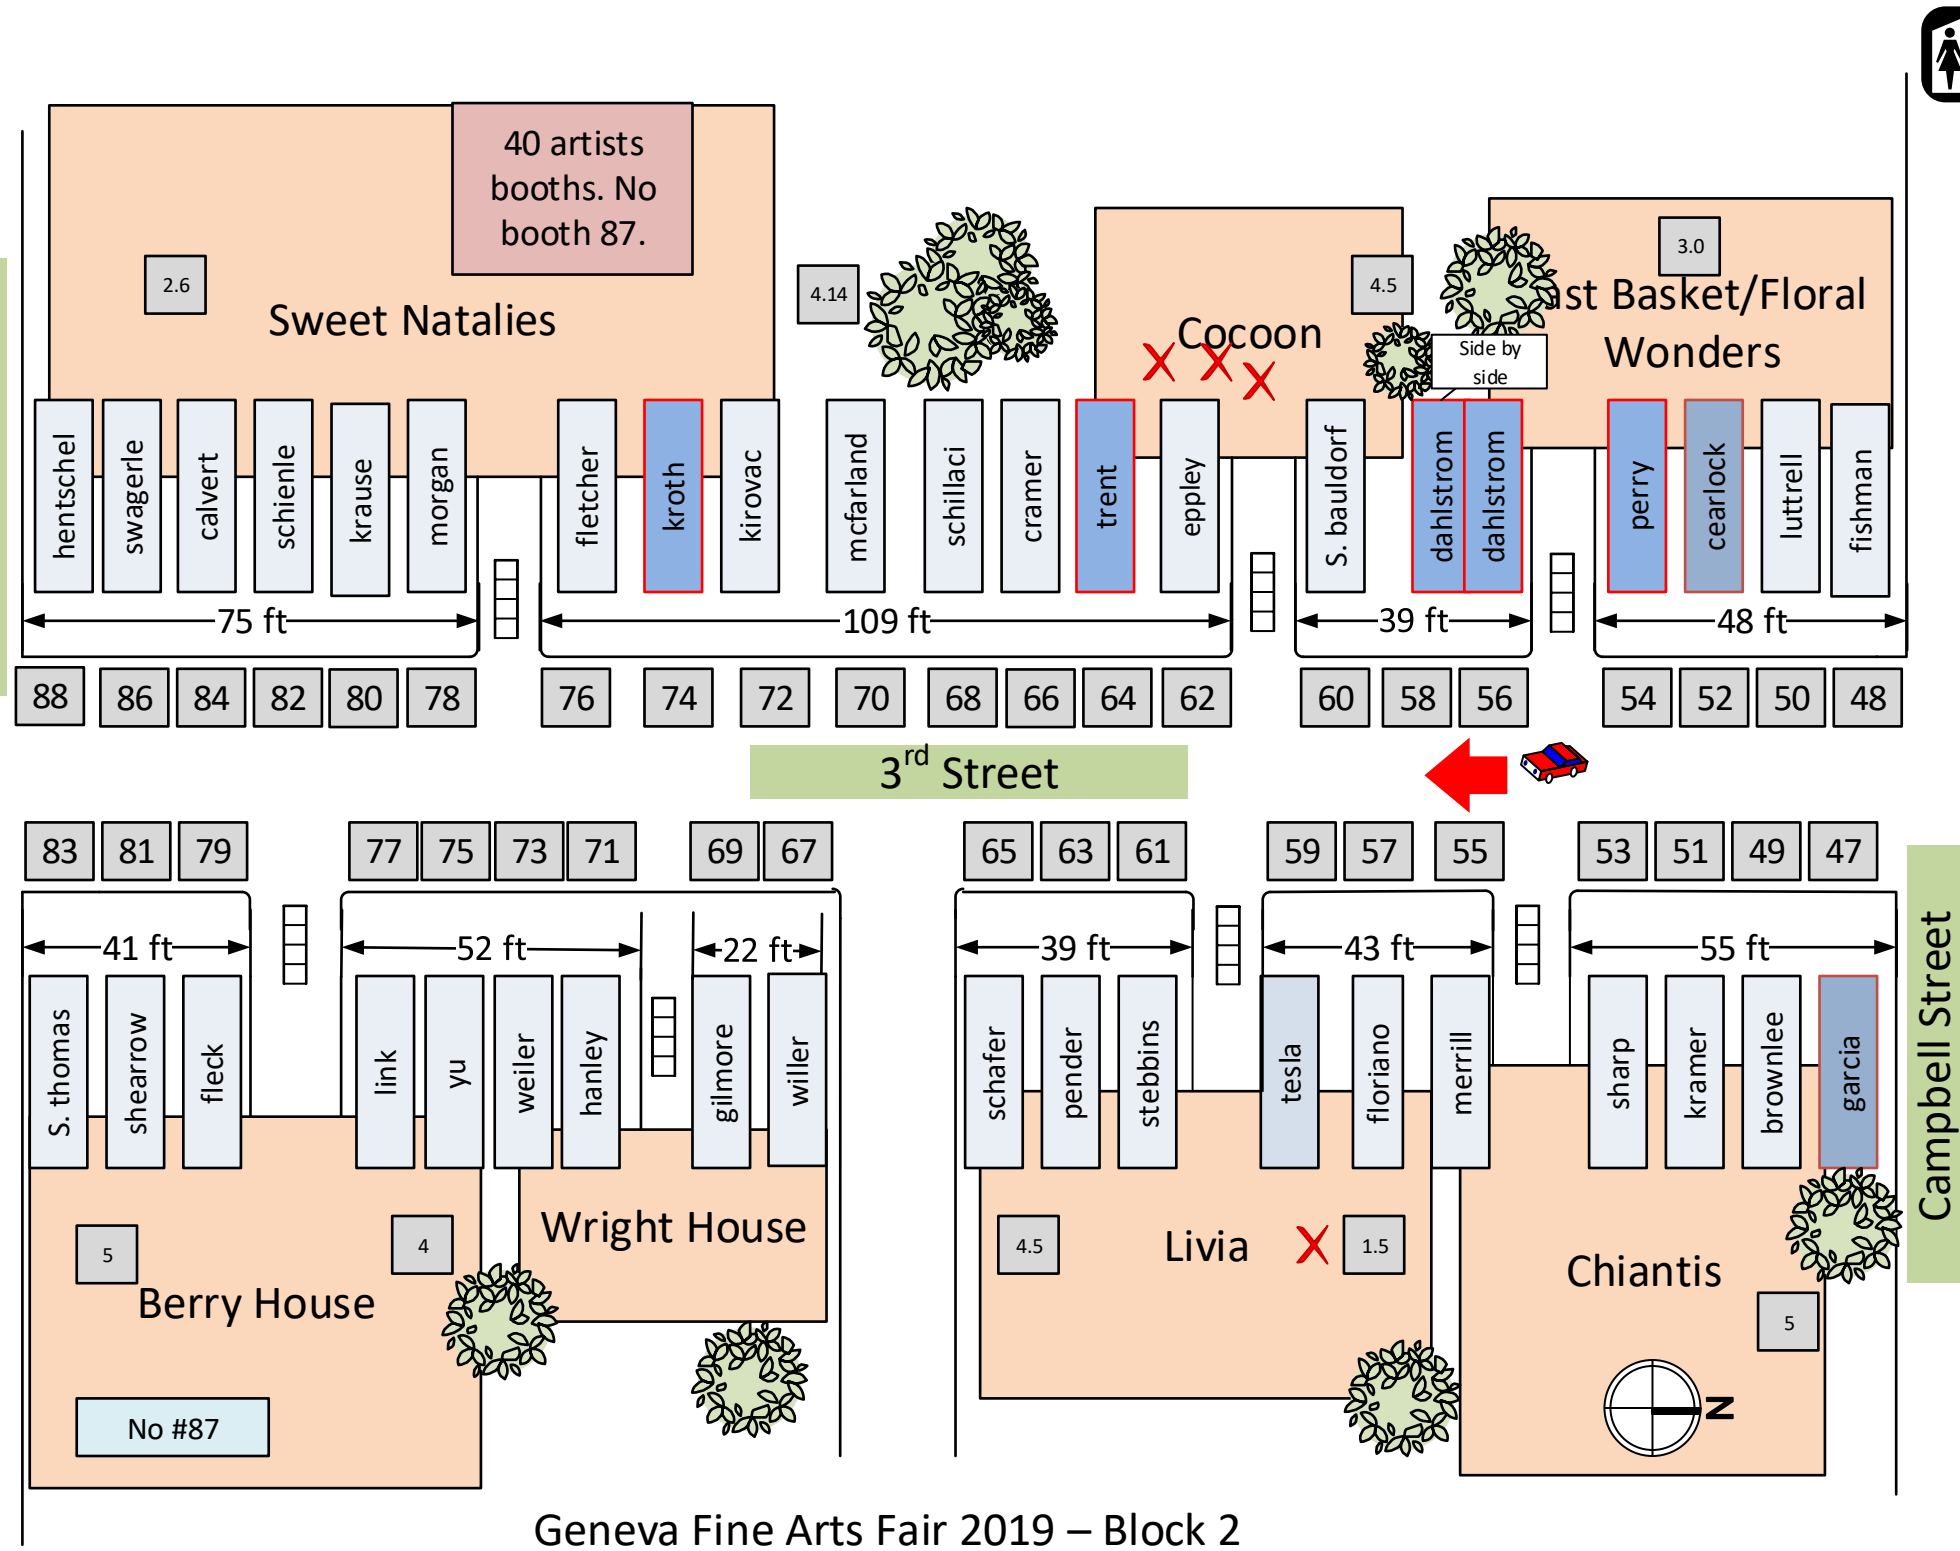 40 artists
booths. No
booth 87.
2.6
Sweet Natalies
4.14
Cocoon
4.5
3.0
ast Basket/Floral
Wonders
Side by
side
hentschel
swagerle
calvert
schienle
krause
morgan
fletcher
kroth
kirovac
mcfarland
schillaci
cramer
trent
eppley
S. bauldorf
dahlstrom
dahlstrom
perry
cearlock
luttrell
fishman
75 ft
109 ft
39 ft
48 ft
88
86
84
82
80
78
76
74
72
70
68
66
64
62
60
58
56
54
52
50
48
3rd Street
83
81
79
77
75
73
71
69
67
65
63
61
59
57
55
53
51
49
47
41 ft
52 ft
22 ft
39 ft
43 ft
55 ft
S. thomas
shearrow
fleck
link
yu
weiler
hanley
gilmore
willer
schafer
pender
stebbins
tesla
floriano
merrill
sharp
kramer
brownlee
garcia
Campbell Street
5
4
Berry House
Wright House
4.5
Livia
1.5
Chiantis
5
N
No #87
Geneva Fine Arts Fair 2019 – Block 2